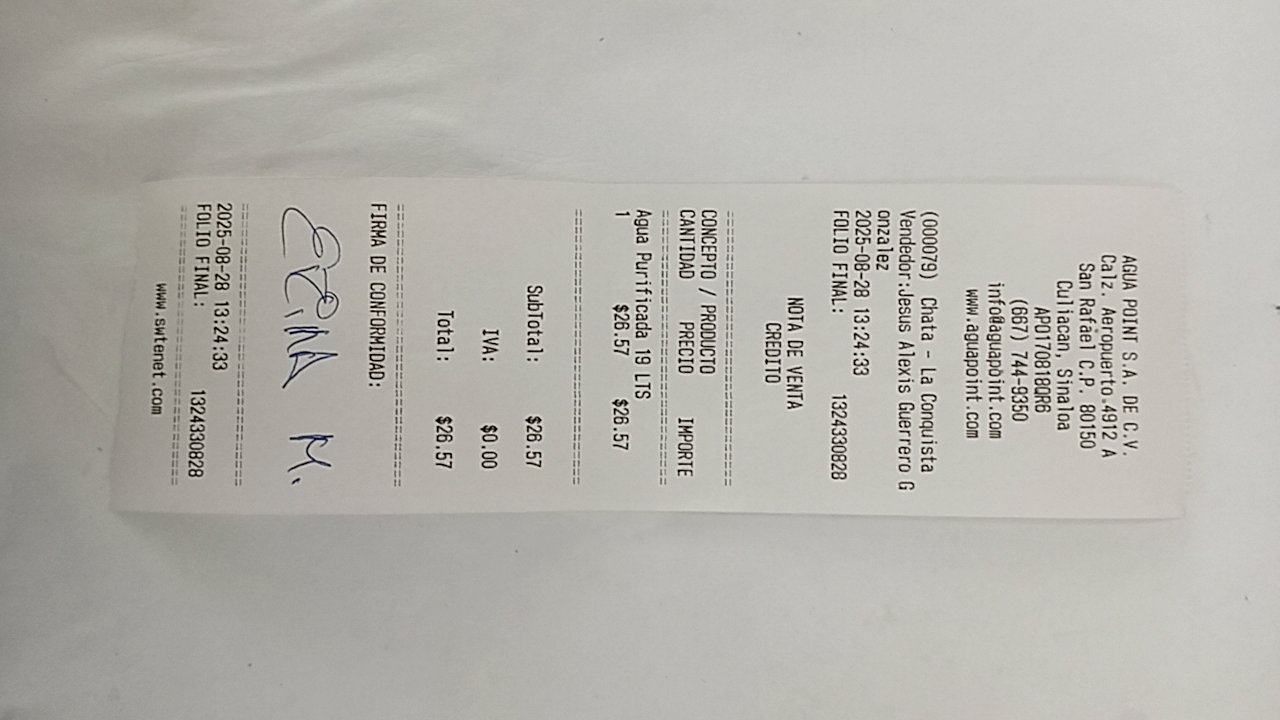 AGUA POINT S.A. DE C.V.
Calz. Aeropuerto 4912 A
San Rafael C.P. 80150
Culiacan, Sinaloa
APO170818QR6
(667) 744-9350
info@aguapoint.com
www.aguapoint.com
(000079) Chata - La Conquista
Vendedor:Jesus Alexis Guerrero G
onzalez
2025-08-28 13:24:33
FOLIO FINAL: 1324330828
NOTA DE VENTA
CREDITO
CONCEPTO / PRODUCTO
CANTIDAD PRECIO IMPORTE
Agua Purificada 19 LTS
1 $26.57 $26.57
SubTotal: $26.57
IVA: $0.00
Total: $26.57
FIRMA DE CONFORMIDAD:
M.
2025-08-28 13:24:33
FOLIO FINAL: 1324330828
www.swtenet.com